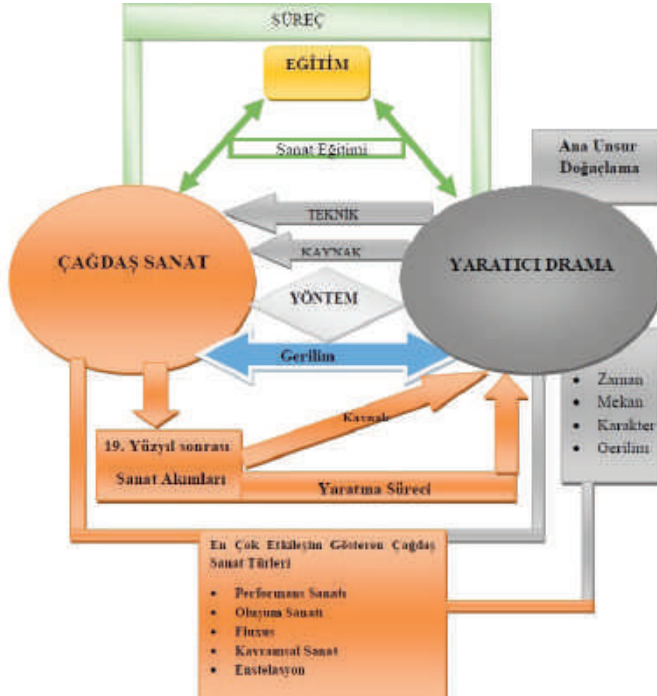 SÜREÇ
EĞİTİM
Sanat Eğitimi
Ana Unsur
Doğaçlama
TEKNİK
ÇAĞDAŞ SANAT
KAYNAK
YARATICI DRAMA
YÖNTEM
Gerilim
• Zaman
• Mekan
• Karakter
• Gerilim
Kaynak
19. Yüzyıl sonrası
Sanat Akımları
Yaratma Süreci
En Çok Etkileşim Gösteren Çağdaş
Sanat Türleri
• Performans Sanatı
• Oluşum Sanatı
• Fluxus
• Kavramsal Sanat
• Enstelasyon